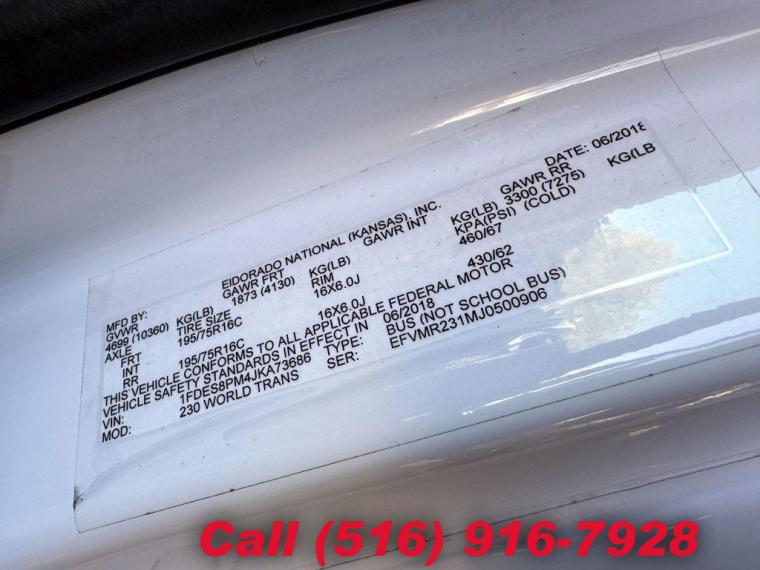 MFD BY: EIDORADO NATIONAL (KANSAS), INC. DATE: 06/2018
GVWR GAWR FRT GAWR INT GAWR RR
4699 (10360) KG(LB) 1873 (4130) KG(LB) KG(LB) 3300 (7275) KG(LB
AXLE TIRE SIZE RIM KPA(PSI) (COLD)
FRT 195/75R16C 16X6.0J 460/67
INT
RR 195/75R16C 16X6.0J 430/62
THIS VEHICLE CONFORMS TO ALL APPLICABLE FEDERAL MOTOR
VEHICLE SAFETY STANDARDS IN EFFECT IN 06/2018
VIN: 1FDES8PM4JKA73686 TYPE: BUS (NOT SCHOOL BUS)
MOD: 230 WORLD TRANS SER: EFVMR231MJ0500906
Call (516) 916-7928